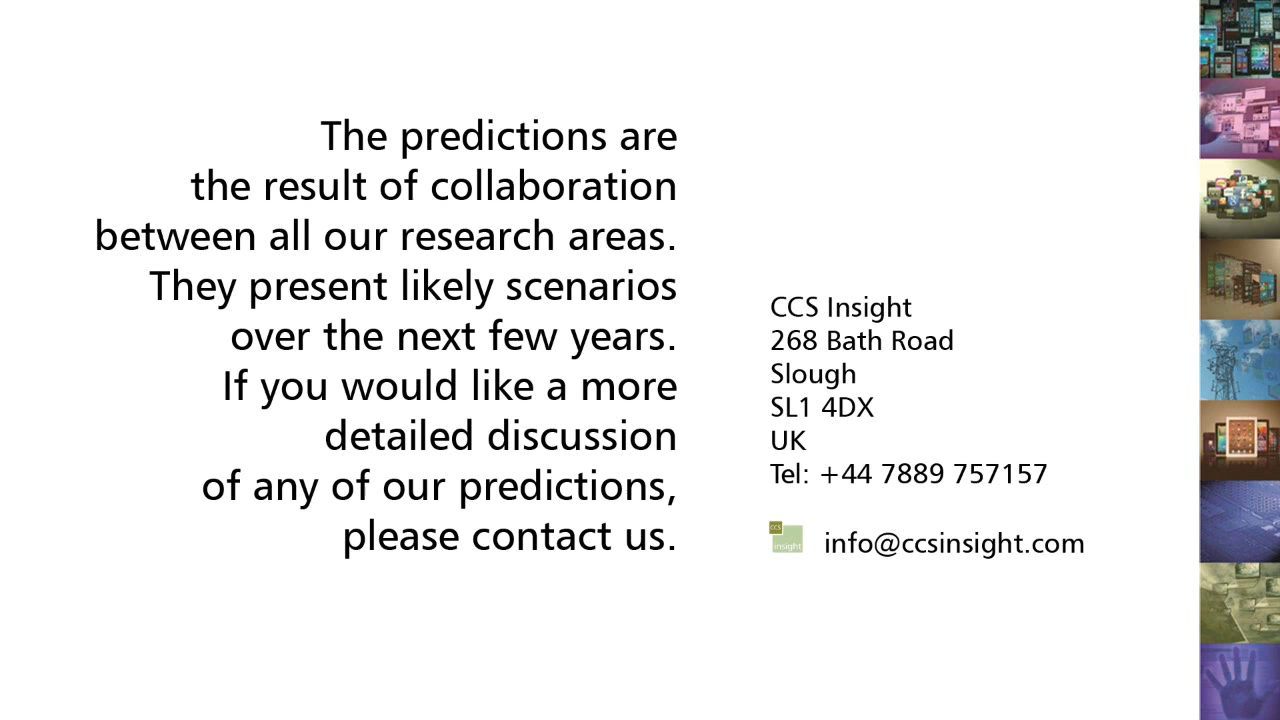 The predictions are
the result of collaboration
between all our research areas.
They present likely scenarios
over the next few years.
If you would like a more
detailed discussion
of any of our predictions,
please contact us.
CCS Insight
268 Bath Road
Slough
SL1 4DX
UK
Tel: +44 7889 757157
CCS
insight
info@ccsinsight.com